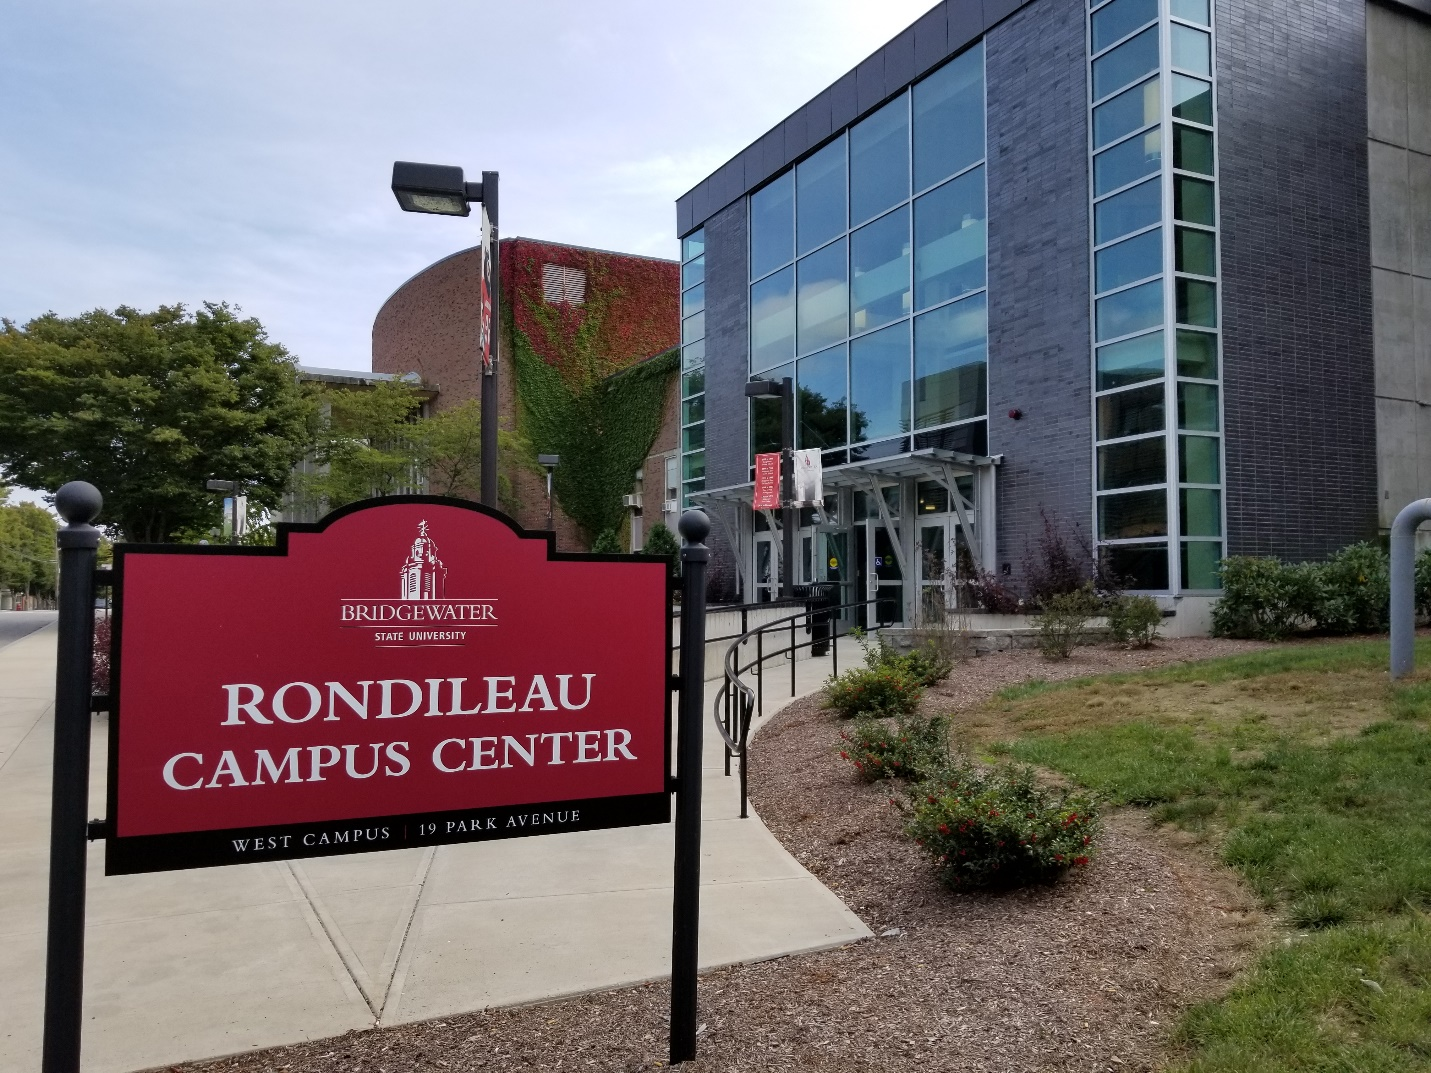 BRIDGEWATER
STATE UNIVERSITY
RONDILEAU
CAMPUS CENTER
WEST CAMPUS | 19 PARK AVENUE